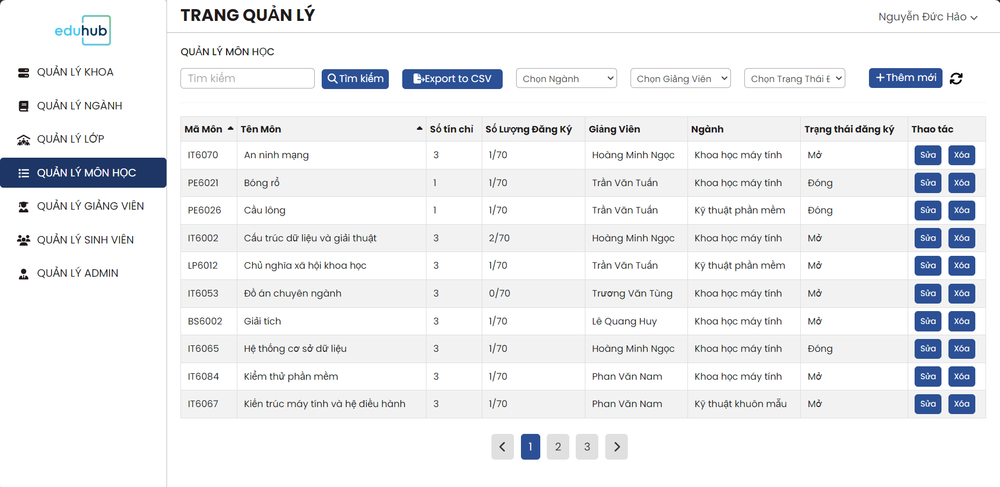 eduhub
QUẢN LÝ KHOA
QUẢN LÝ NGÀNH
QUẢN LÝ LỚP
QUẢN LÝ MÔN HỌC
QUẢN LÝ GIẢNG VIÊN
QUẢN LÝ SINH VIÊN
QUẢN LÝ ADMIN
TRANG QUẢN LÝ
Nguyễn Đức Hảo
QUẢN LÝ MÔN HỌC
Tìm kiếm Tìm kiếm Export to CSV Chọn Ngành Chọn Giảng Viên Chọn Trạng Thái Thêm mới
Mã Môn Tên Môn Số tín chỉ Số Lượng Đăng Ký Giảng Viên Ngành Trạng thái đăng ký Thao tác
IT6070 An ninh mạng 3 1/70 Hoàng Minh Ngọc Khoa học máy tính Mở Sửa Xóa
PE6021 Bóng rổ 1 1/70 Trần Văn Tuấn Khoa học máy tính Đóng Sửa Xóa
PE6026 Cầu lông 1 1/70 Trần Văn Tuấn Kỹ thuật phần mềm Đóng Sửa Xóa
IT6002 Cấu trúc dữ liệu và giải thuật 3 2/70 Hoàng Minh Ngọc Khoa học máy tính Mở Sửa Xóa
LP6012 Chủ nghĩa xã hội khoa học 3 1/70 Trần Văn Tuấn Kỹ thuật phần mềm Mở Sửa Xóa
IT6053 Đồ án chuyên ngành 3 0/70 Trương Văn Tùng Khoa học máy tính Mở Sửa Xóa
BS6002 Giải tích 3 1/70 Lê Quang Huy Khoa học máy tính Mở Sửa Xóa
IT6065 Hệ thống cơ sở dữ liệu 3 1/70 Hoàng Minh Ngọc Khoa học máy tính Đóng Sửa Xóa
IT6084 Kiểm thử phần mềm 3 1/70 Phan Văn Nam Khoa học máy tính Mở Sửa Xóa
IT6067 Kiến trúc máy tính và hệ điều hành 3 1/70 Phan Văn Nam Kỹ thuật khuôn mẫu Mở Sửa Xóa
1 2 3